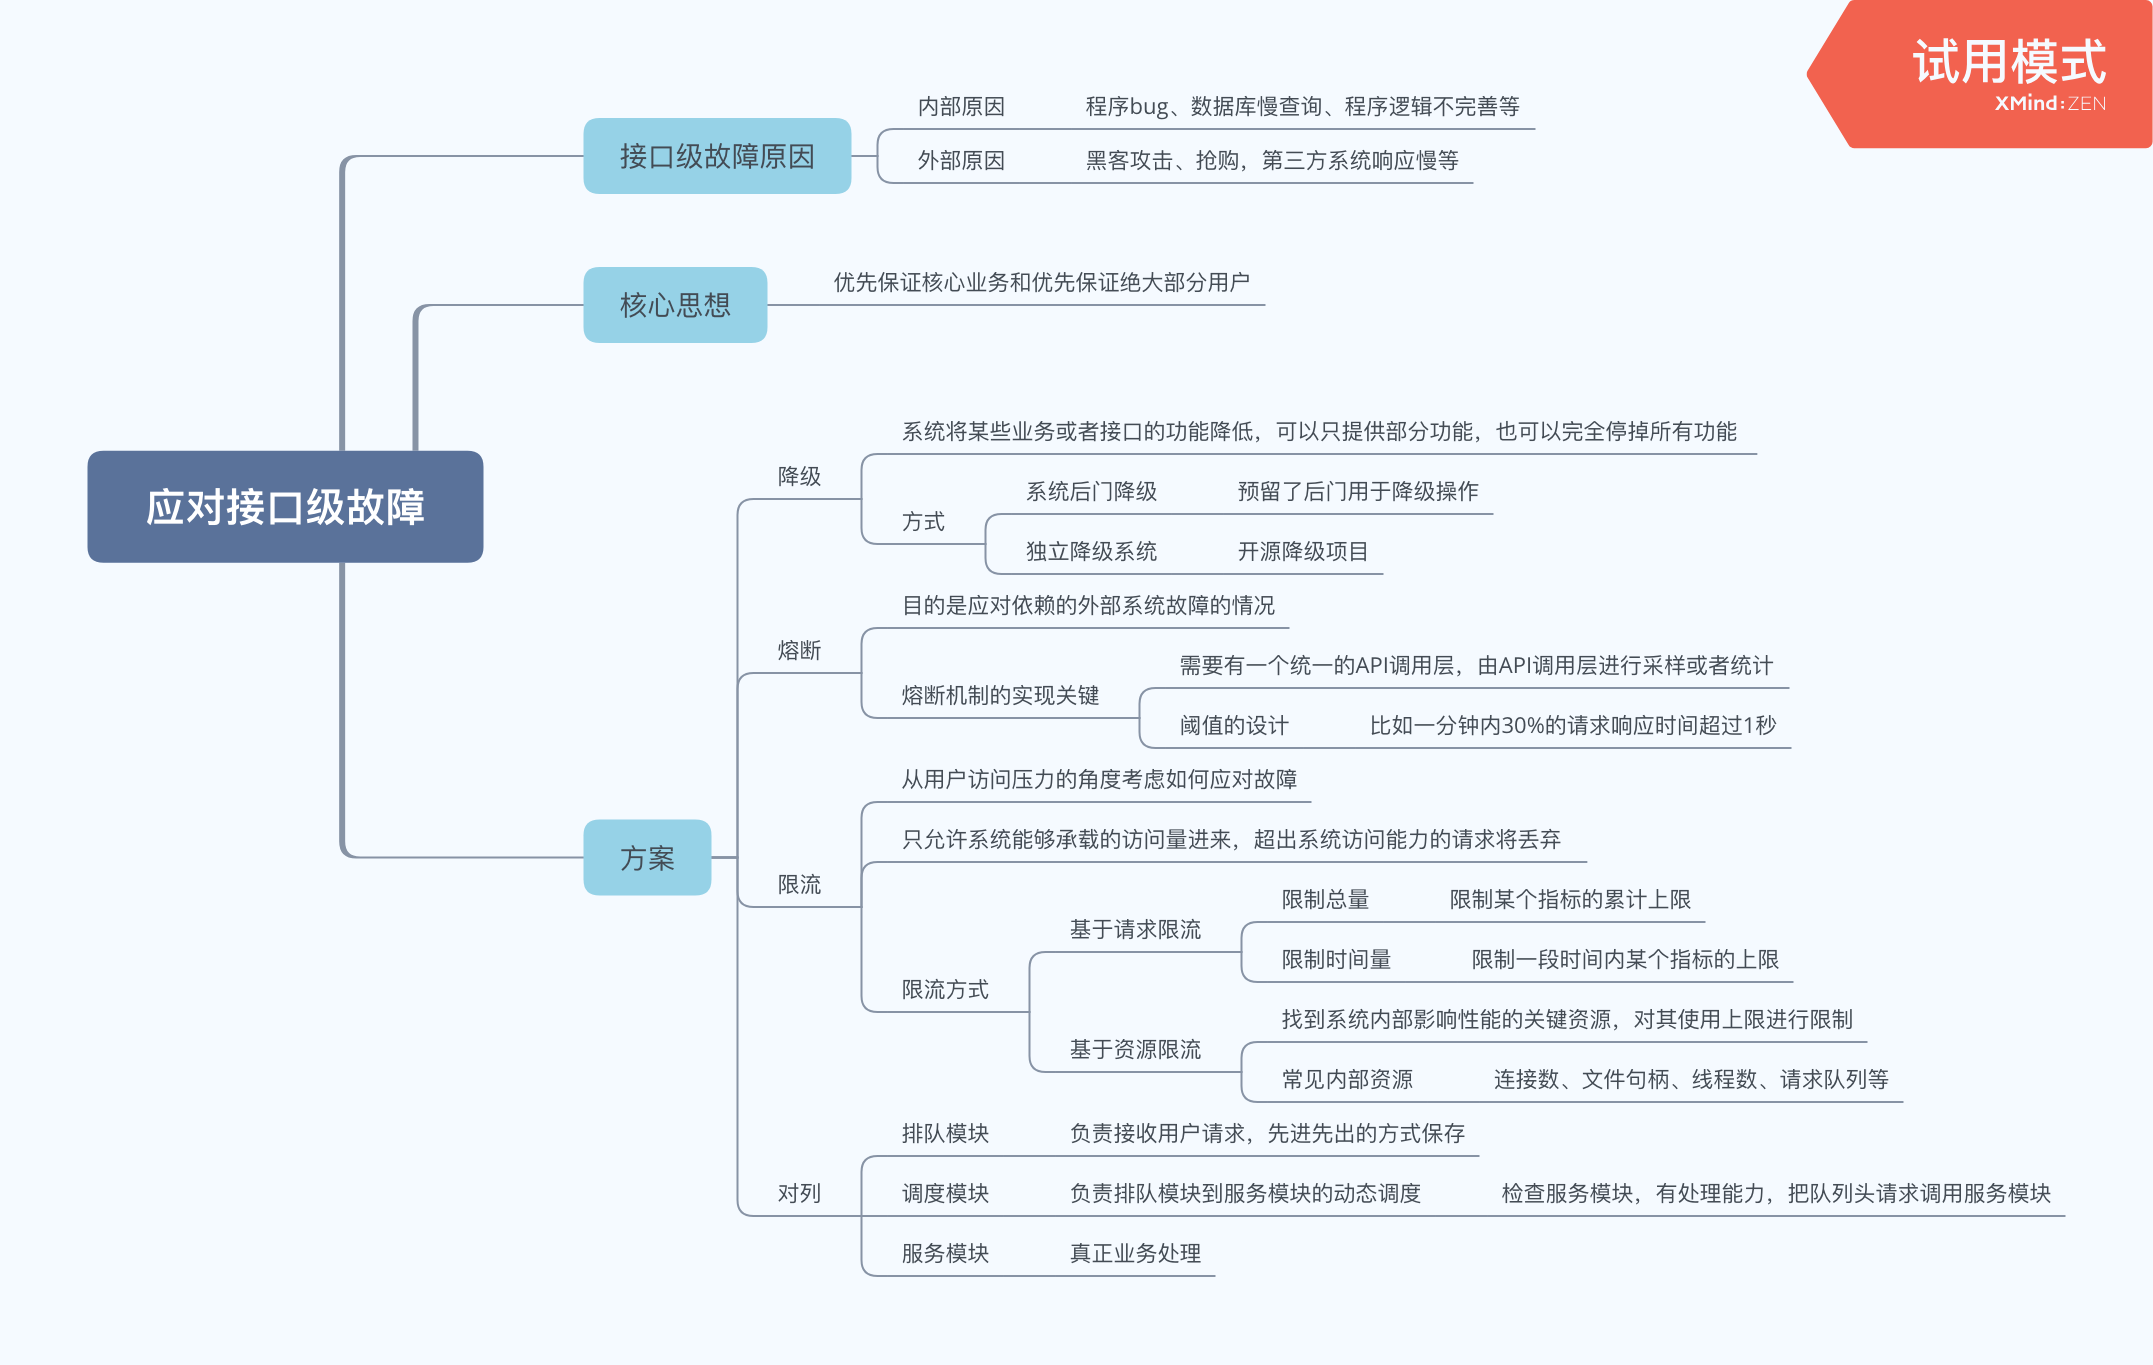 试用模式
XMind:ZEN
应对接口级故障
接口级故障原因
内部原因
程序bug、数据库慢查询、程序逻辑不完善等
外部原因
黑客攻击、抢购，第三方系统响应慢等
核心思想
优先保证核心业务和优先保证绝大部分用户
方案
降级
系统将某些业务或者接口的功能降低，可以只提供部分功能，也可以完全停掉所有功能
方式
系统后门降级
预留了后门用于降级操作
独立降级系统
开源降级项目
熔断
目的是应对依赖的外部系统故障的情况
熔断机制的实现关键
需要有一个统一的API调用层，由API调用层进行采样或者统计
阈值的设计
比如一分钟内30%的请求响应时间超过1秒
限流
从用户访问压力的角度考虑如何应对故障
只允许系统能够承载的访问量进来，超出系统访问能力的请求将丢弃
限流方式
基于请求限流
限制总量
限制某个指标的累计上限
限制时间量
限制一段时间内某个指标的上限
基于资源限流
找到系统内部影响性能的关键资源，对其使用上限进行限制
常见内部资源
连接数、文件句柄、线程数、请求队列等
对列
排队模块
负责接收用户请求，先进先出的方式保存
调度模块
负责排队模块到服务模块的动态调度
检查服务模块，有处理能力，把队列头请求调用服务模块
服务模块
真正业务处理